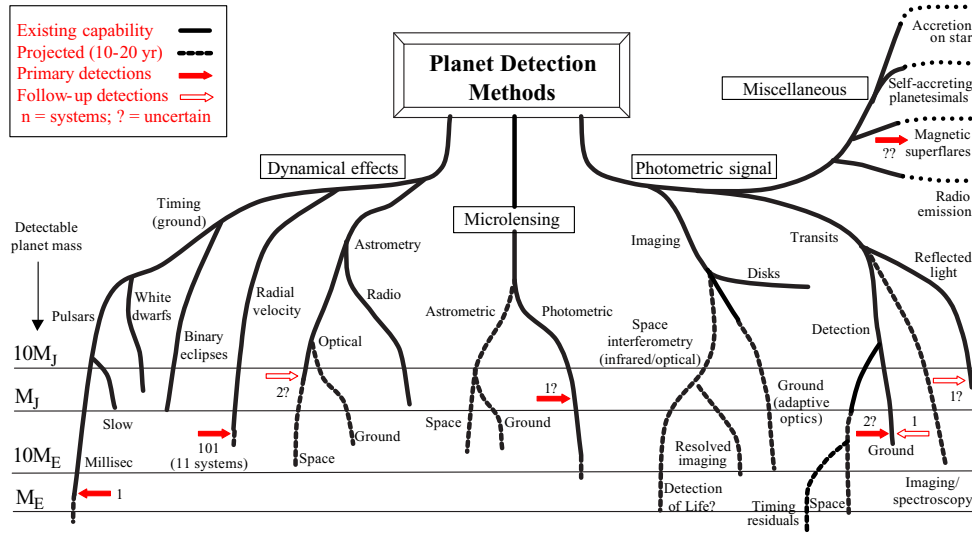 Existing capability
Projected (10-20 yr)
Primary detections
Follow-up detections
n = systems; ? = uncertain
Planet Detection
Methods
Accretion
on star
Self-accreting
planetesimals
Miscellaneous
Magnetic
superflares
??
Radio
emission
Dynamical effects
Photometric signal
Timing
(ground)
Microlensing
Detectable
planet mass
Astrometry
Imaging
Transits
Reflected
light
Disks
White
dwarfs
Radial
velocity
Radio
Astrometric
Photometric
Pulsars
Binary
eclipses
Optical
Space
interferometry
(infrared/optical)
Detection
10MJ
2?
1?
1?
MJ
Slow
Ground
(adaptive
optics)
101
(11 systems)
Ground
Space
Ground
2?
1
Ground
10ME
Millisec
Space
Resolved
imaging
1
Detection
of Life?
Imaging/
spectroscopy
ME
Timing
residuals
Space